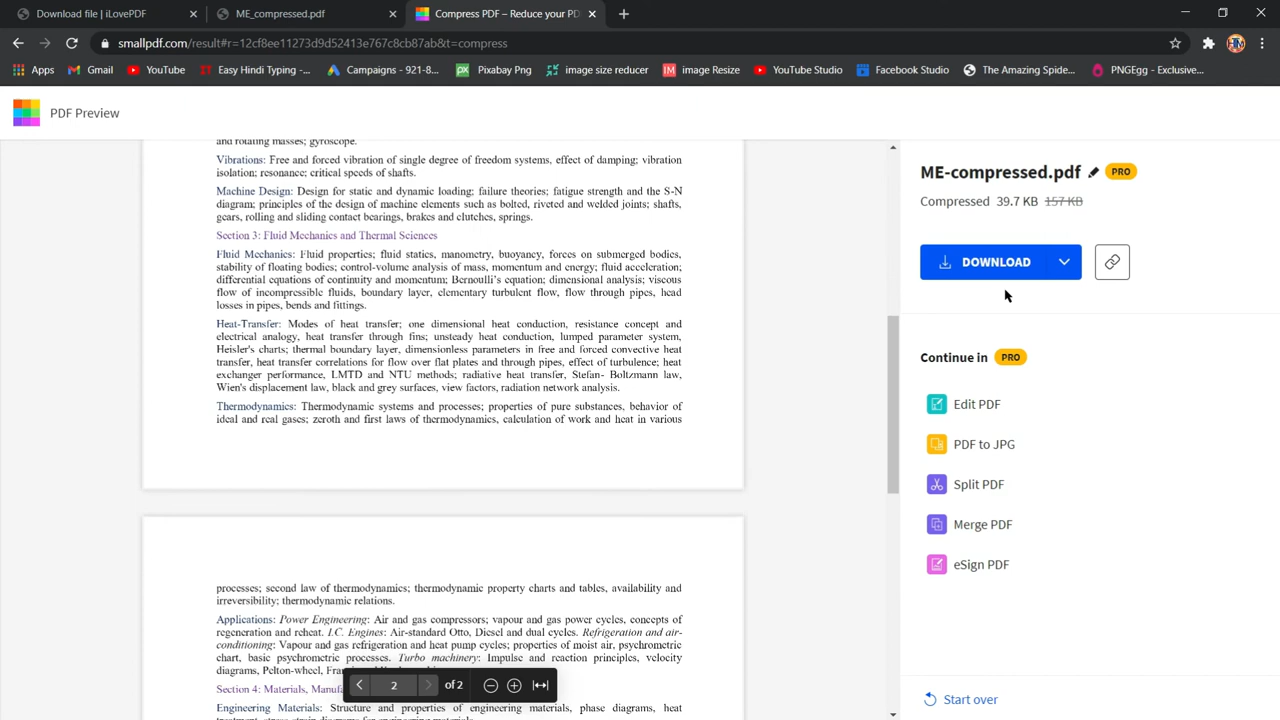 Download file | iLovePDF
ME_compressed.pdf
Compress PDF – Reduce your PD
smallpdf.com/result#r=12cf8ee11273d9d52413e767c8cb87ab&t=compress
Apps
Gmail
YouTube
Easy Hindi Typing -...
Campaigns - 921-8...
Pixabay Png
image size reducer
image Resize
YouTube Studio
Facebook Studio
The Amazing Spide...
PNGEgg - Exclusive...
PDF Preview
and rotating masses; gyroscope.
Vibrations: Free and forced vibration of single degree of freedom systems, effect of damping; vibration
isolation; resonance; critical speeds of shafts.
Machine Design: Design for static and dynamic loading; failure theories; fatigue strength and the S-N
diagram; principles of the design of machine elements such as bolted, riveted and welded joints; shafts,
gears, rolling and sliding contact bearings, brakes and clutches, springs.
Section 3: Fluid Mechanics and Thermal Sciences
Fluid Mechanics: Fluid properties; fluid statics, manometry, buoyancy, forces on submerged bodies,
stability of floating bodies; control-volume analysis of mass, momentum and energy; fluid acceleration;
differential equations of continuity and momentum; Bernoulli's equation; dimensional analysis; viscous
flow of incompressible fluids, boundary layer, elementary turbulent flow, flow through pipes, head
losses in pipes, bends and fittings.
Heat-Transfer: Modes of heat transfer; one dimensional heat conduction, resistance concept and
electrical analogy, heat transfer through fins; unsteady heat conduction, lumped parameter system,
Heisler's charts; thermal boundary layer, dimensionless parameters in free and forced convective heat
transfer, heat transfer correlations for flow over flat plates and through pipes, effect of turbulence; heat
exchanger performance, LMTD and NTU methods; radiative heat transfer, Stefan- Boltzmann law,
Wien's displacement law, black and grey surfaces, view factors, radiation network analysis.
Thermodynamics: Thermodynamic systems and processes; properties of pure substances, behavior of
ideal and real gases; zeroth and first laws of thermodynamics, calculation of work and heat in various
processes; second law of thermodynamics; thermodynamic property charts and tables, availability and
irreversibility; thermodynamic relations.
Applications: Power Engineering: Air and gas compressors; vapour and gas power cycles, concepts of
regeneration and reheat. I.C. Engines: Air-standard Otto, Diesel and dual cycles. Refrigeration and air-
conditioning: Vapour and gas refrigeration and heat pump cycles; properties of moist air, psychrometric
chart, basic psychrometric processes. Turbo machinery: Impulse and reaction principles, velocity
diagrams, Pelton-wheel,
Section 4: Materials,
Engineering Materials: Structure and properties of engineering materials, phase diagrams, heat
2 of 2
ME-compressed.pdf PRO
Compressed 39.7 KB 157 KB
DOWNLOAD
Continue in PRO
Edit PDF
PDF to JPG
Split PDF
Merge PDF
eSign PDF
Start over